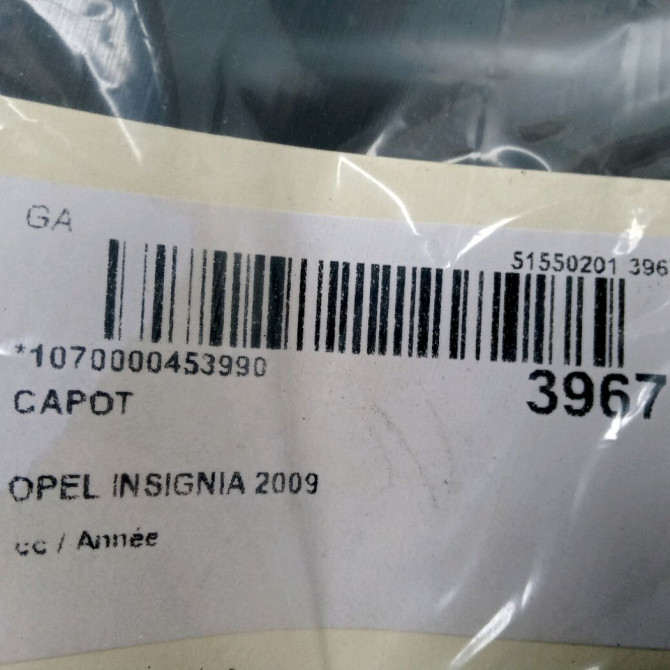 GA
51550201 396
*1070000453990
3967
CAPOT
OPEL INSIGNIA 2009
cc / Année